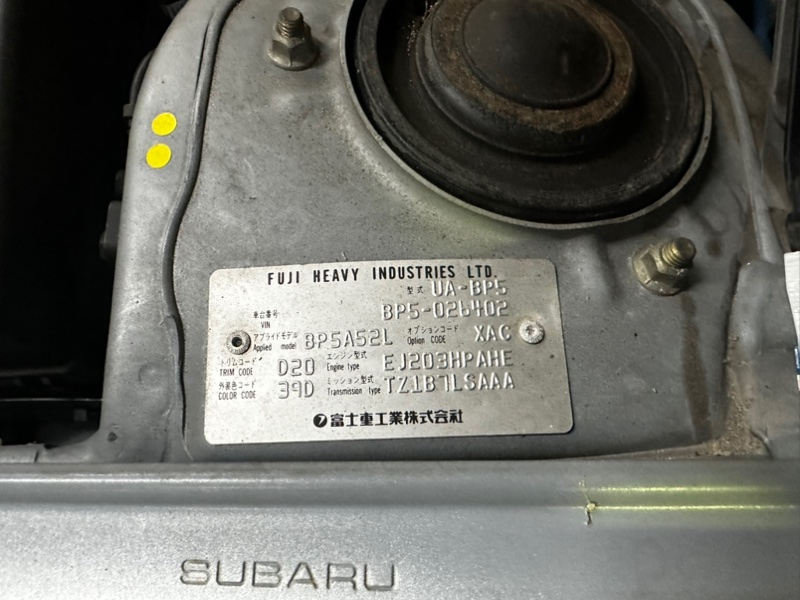 FUJI HEAVY INDUSTRIES LTD.
型式 UA-BP5
車台番号 VIN BP5-026402
アプライドモデル Applied model BP5A52L オプションコード Option CODE XAC
トリムコード TRIM CODE D20 エンジン型式 Engine type EJ203HPAHE
外装色コード COLOR CODE 39D ミッション型式 Transmission type TZ1B7LSAAA
7 富士重工業株式会社
SUBARU